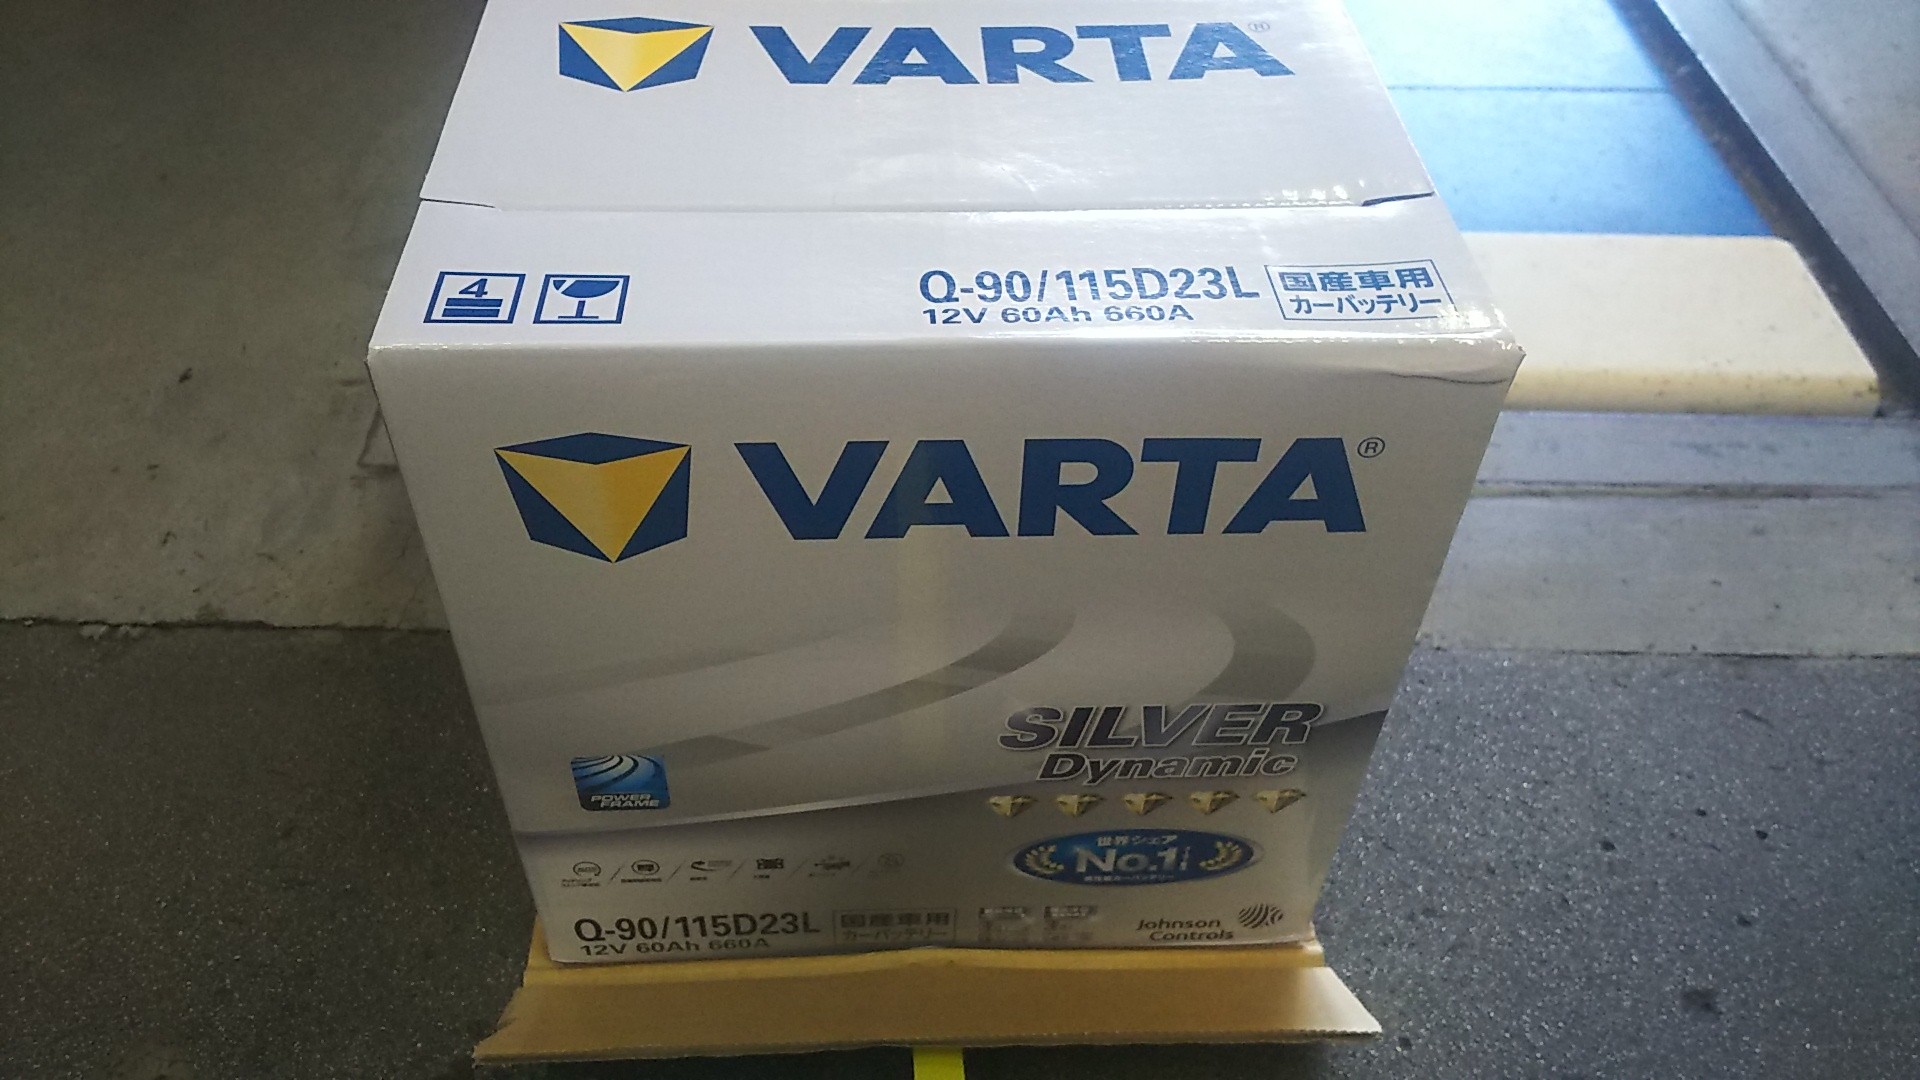 VARTA®
4
Q-90/115D23L
12V 60Ah 660A
国産車用
カーバッテリー
VARTA®
SILVER
Dynamic
POWER
FRAME
世界シェア
No.1
Q-90/115D23L
12V 60Ah 660A
国産車用
カーバッテリー
Johnson
Controls